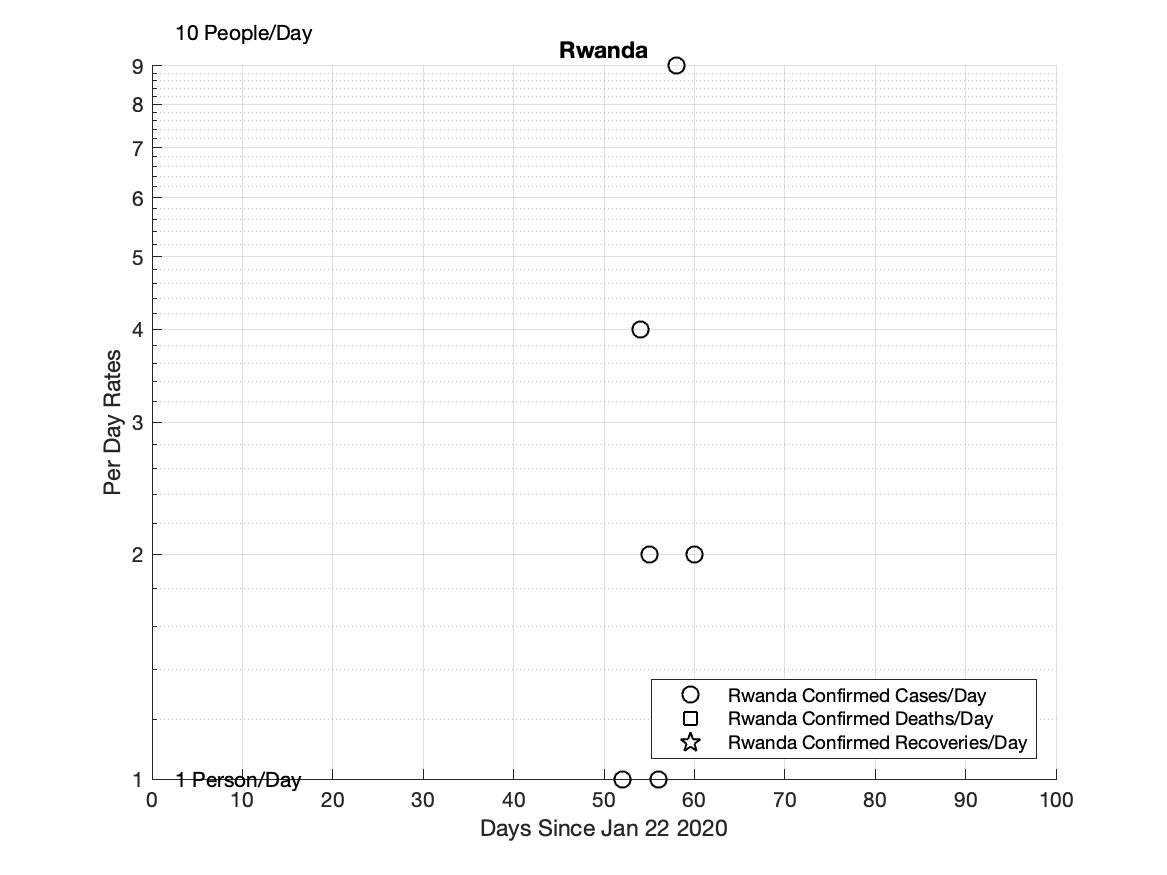 10 People/Day
Rwanda
9
8
7
6
5
4
3
2
1
Per Day Rates
1 Person/Day
0 10 20 30 40 50 60 70 80 90 100
Days Since Jan 22 2020
Rwanda Confirmed Cases/Day
Rwanda Confirmed Deaths/Day
Rwanda Confirmed Recoveries/Day